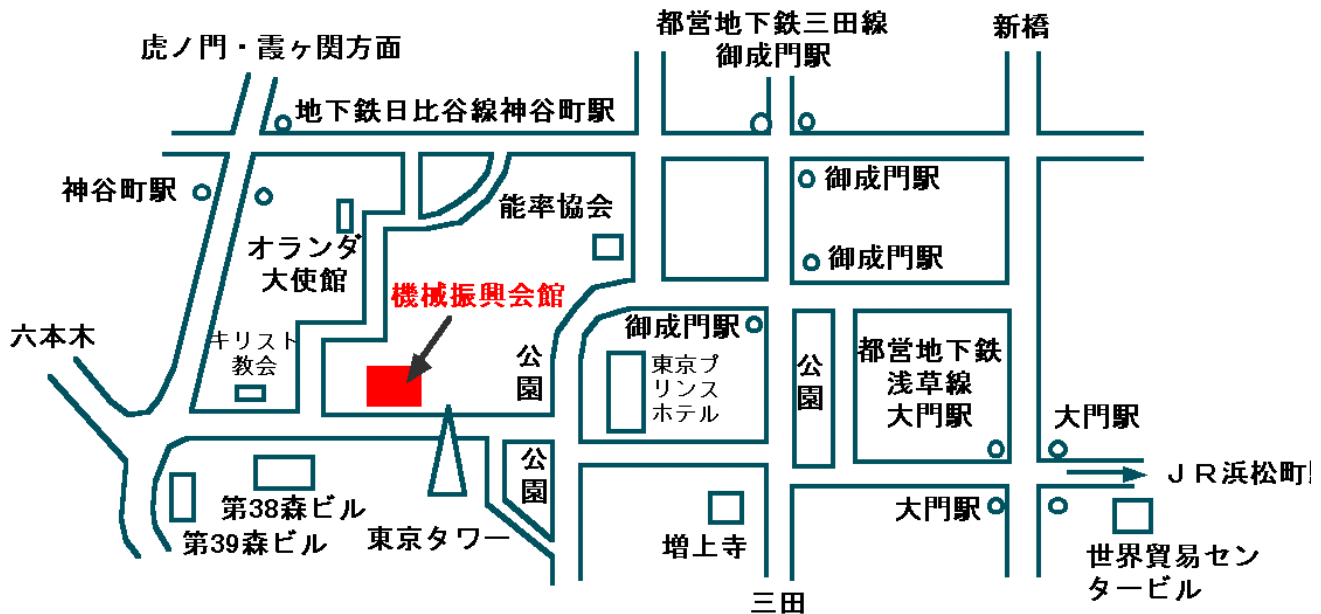 都営地下鉄三田線
御成門駅
新橋
虎ノ門・霞ヶ関方面
地下鉄日比谷線神谷町駅
神谷町駅
御成門駅
能率協会
オランダ
大使館
御成門駅
機械振興会館
六本木
キリスト
教会
公
園
御成門駅
東京プ
リンス
ホテル
公
園
都営地下鉄
浅草線
大門駅
大門駅
公
園
JR浜松町
第38森ビル
第39森ビル
東京タワー
増上寺
大門駅
世界貿易セン
タービル
三田